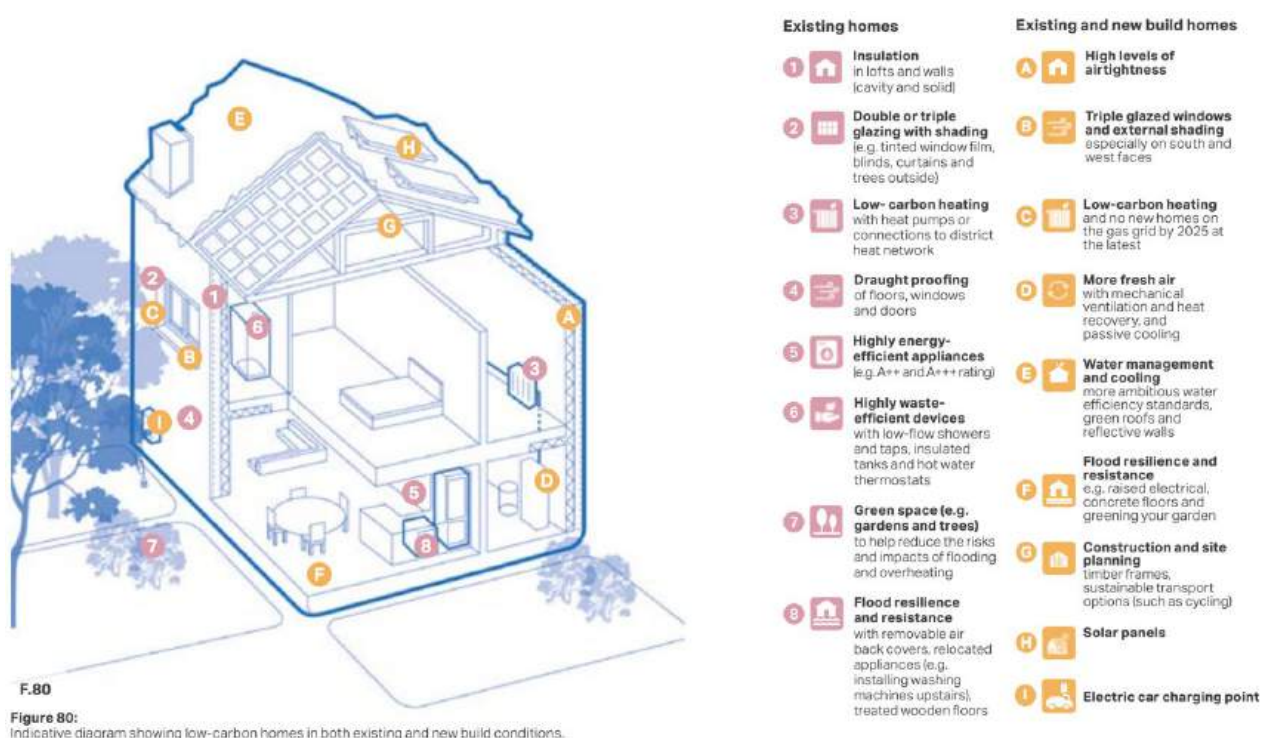 Existing homes
1
Insulation
in lofts and walls
(cavity and solid)
2
Double or triple
glazing with shading
(e.g. tinted window film,
blinds, curtains and
trees outside)
3
Low- carbon heating
with heat pumps or
connections to district
heat network
4
Draught proofing
of floors, windows
and doors
5
Highly energy-
efficient appliances
(e.g. A++ and A+++ rating)
6
Highly waste-
efficient devices
with low-flow showers
and taps, insulated
tanks and hot water
thermostats
7
Green space (e.g.
gardens and trees)
to help reduce the risks
and impacts of flooding
and overheating
8
Flood resilience
and resistance
with removable air
back covers, relocated
appliances (e.g.
installing washing
machines upstairs),
treated wooden floors
Existing and new build homes
A
High levels of
airtightness
B
Triple glazed windows
and external shading
especially on south and
west faces
C
Low-carbon heating
and no new homes on
the gas grid by 2025 at
the latest
D
More fresh air
with mechanical
ventilation and heat
recovery, and
passive cooling
E
Water management
and cooling
more ambitious water
efficiency standards,
green roofs and
reflective walls
F
Flood resilience and
resistance
e.g. raised electrical,
concrete floors and
greening your garden
G
Construction and site
planning
timber frames,
sustainable transport
options (such as cycling)
H
Solar panels
I
Electric car charging point
E
H
G
2
1
C
6
A
B
3
I
4
D
5
7
8
F
F.80
Figure 80:
Indicative diagram showing low-carbon homes in both existing and new build conditions.